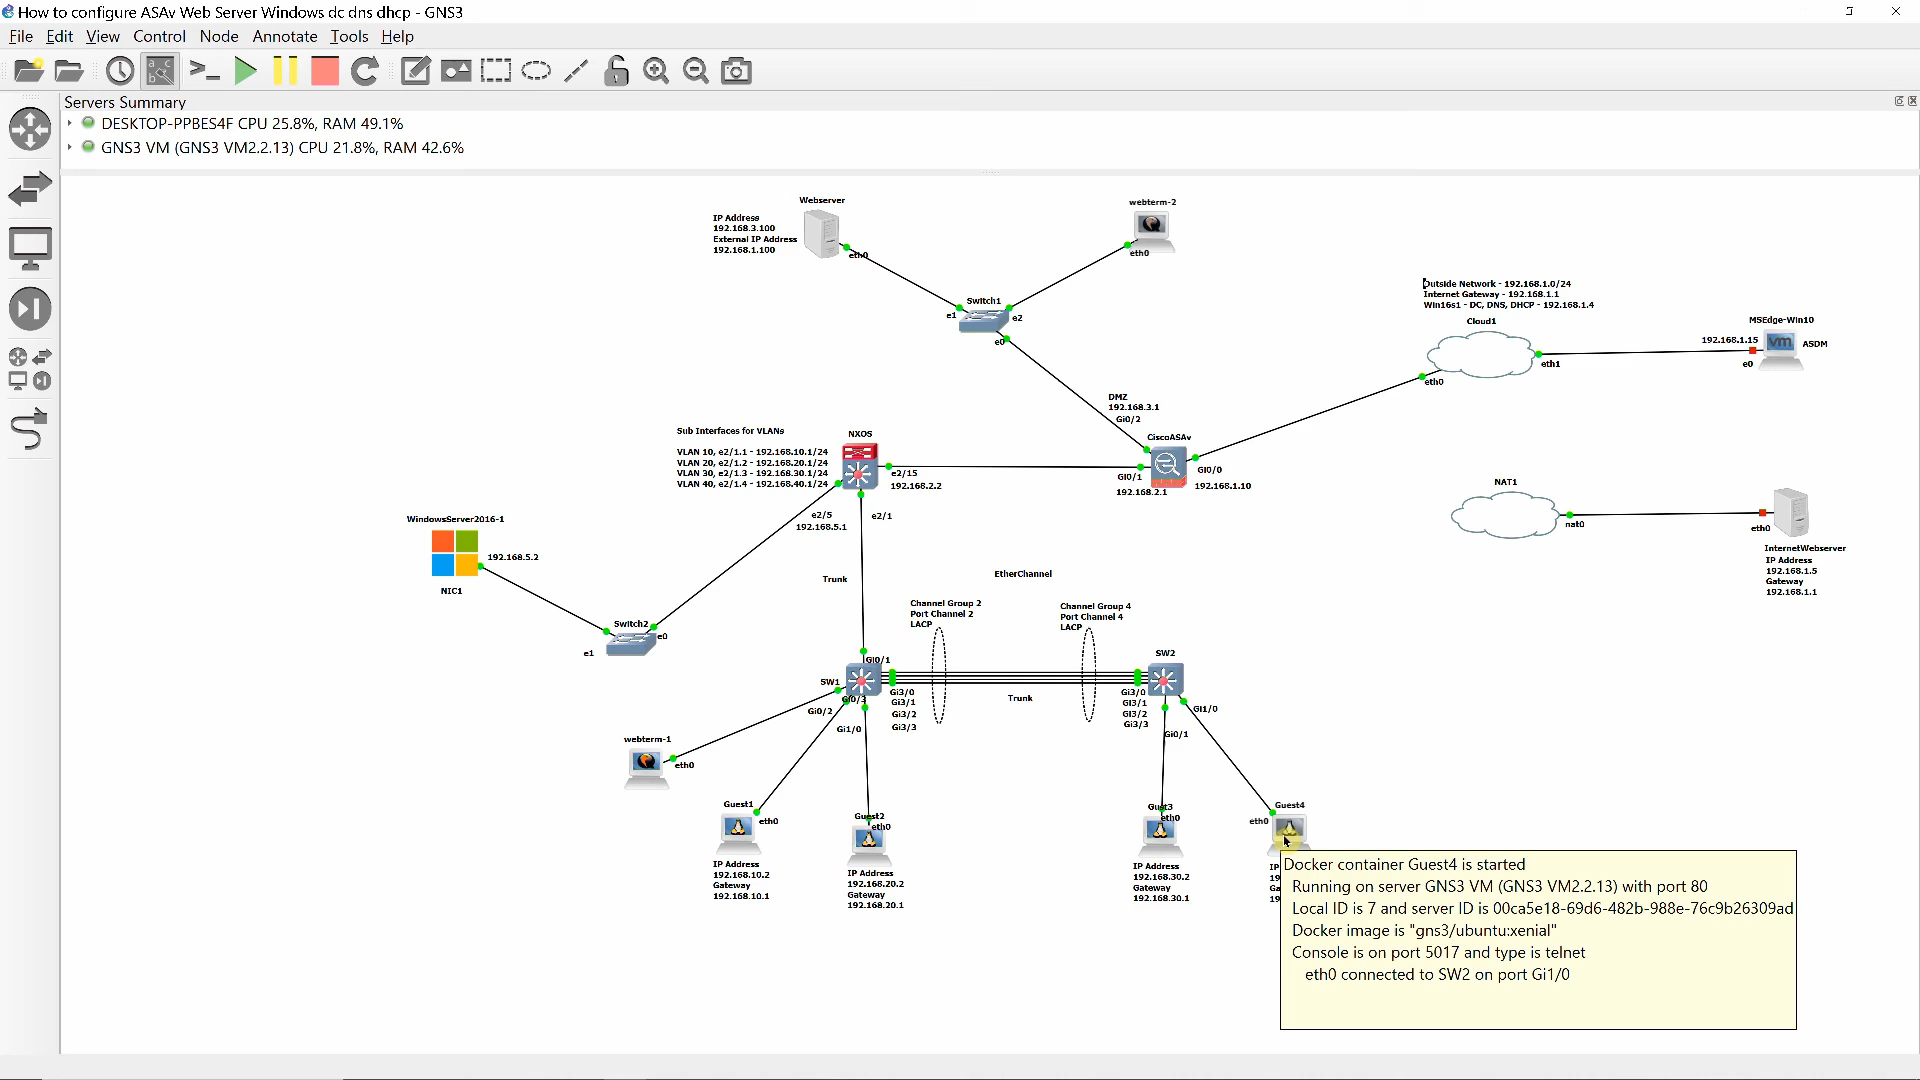 How to configure ASAv Web Server Windows dc dns dhcp - GNS3
File Edit View Control Node Annotate Tools Help
Servers Summary
DESKTOP-PPBES4F CPU 25.8%, RAM 49.1%
GNS3 VM (GNS3 VM2.2.13) CPU 21.8%, RAM 42.6%
Webserver
IP Address
192.168.3.100
External IP Address
192.168.1.100
eth0
webterm-2
eth0
Switch1
e1
e2
e0
Outside Network - 192.168.1.0/24
Internet Gateway - 192.168.1.1
Win16s1 - DC, DNS, DHCP - 192.168.1.4
Cloud1
eth1
eth0
MSEdge-Win10
192.168.1.15
vm
ASDM
e0
DMZ
192.168.3.1
Gi0/2
CiscoASAv
Gi0/1
192.168.2.1
Gi0/0
192.168.1.10
Sub Interfaces for VLANs
VLAN 10, e2/1.1 - 192.168.10.1/24
VLAN 20, e2/1.2 - 192.168.20.1/24
VLAN 30, e2/1.3 - 192.168.30.1/24
VLAN 40, e2/1.4 - 192.168.40.1/24
NXOS
e2/15
192.168.2.2
e2/5
192.168.5.1
e2/1
NAT1
nat0
eth0
InternetWebserver
IP Address
192.168.1.5
Gateway
192.168.1.1
WindowsServer2016-1
192.168.5.2
NIC1
Switch2
e0
e1
Trunk
EtherChannel
Channel Group 2
Port Channel 2
LACP
Channel Group 4
Port Channel 4
LACP
Gi0/1
SW1
Gi0/2
Gi0/3
Gi1/0
Gi3/0
Gi3/1
Gi3/2
Gi3/3
Trunk
SW2
Gi3/0
Gi3/1
Gi3/2
Gi3/3
Gi1/0
Gi0/1
webterm-1
eth0
Guest1
eth0
IP Address
192.168.10.2
Gateway
192.168.10.1
Guest2
eth0
IP Address
192.168.20.2
Gateway
192.168.20.1
eth0
IP Address
192.168.30.2
Gateway
192.168.30.1
Guest4
eth0
IP
19
Ga
19
Docker container Guest4 is started
Running on server GNS3 VM (GNS3 VM2.2.13) with port 80
Local ID is 7 and server ID is 00ca5e18-69d6-482b-988e-76c9b26309ad
Docker image is "gns3/ubuntu:xenial"
Console is on port 5017 and type is telnet
eth0 connected to SW2 on port Gi1/0